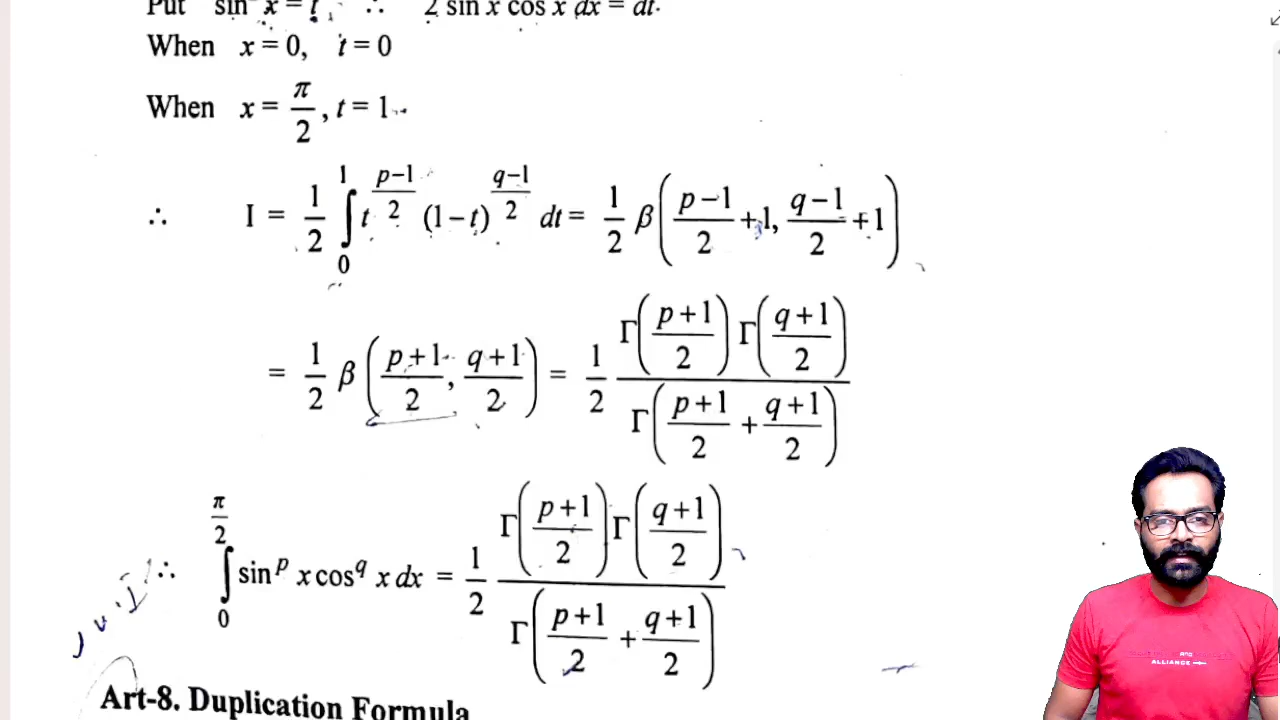 Put sin² x = t, ∴ 2 sin x cos x dx = dt.
When x = 0, t = 0
When x = π/2, t = 1
∴ I = 1/2 ∫₀¹ t^((p−1)/2) (1−t)^((q−1)/2) dt = 1/2 β((p−1)/2 + 1, (q−1)/2 + 1)
= 1/2 β((p+1)/2, (q+1)/2) = 1/2 Γ((p+1)/2) Γ((q+1)/2) / Γ((p+1)/2 + (q+1)/2)
∴ ∫₀^(π/2) sin^p x cos^q x dx = 1/2 Γ((p+1)/2) Γ((q+1)/2) / Γ((p+1)/2 + (q+1)/2)
Art-8. Duplication Formula
AND
ALLIANCE